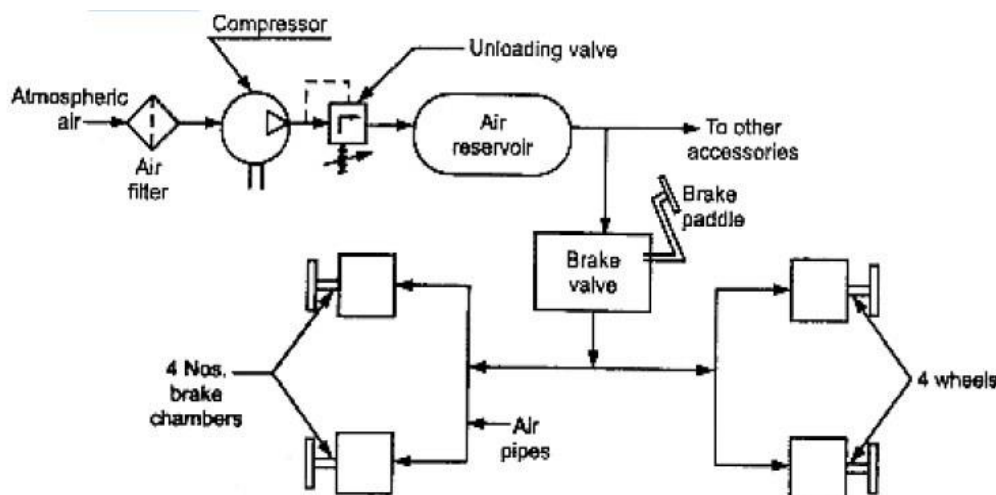 Compressor
Unloading valve
Atmospheric
air
Air
filter
Air
reservoir
To other
accessories
Brake
paddle
Brake
valve
4 Nos.
brake
chambers
Air
pipes
4 wheels